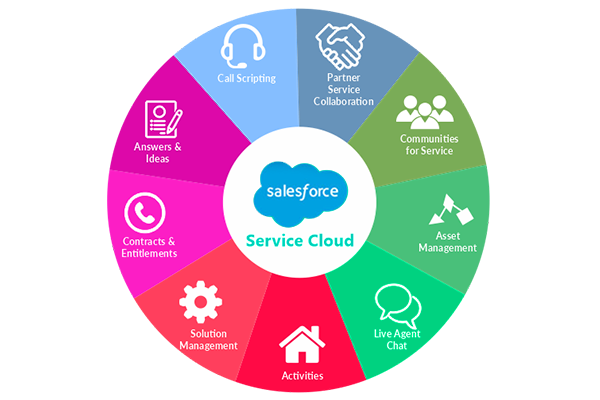 Call Scripting
Partner
Service
Collaboration
Communities
for Service
Asset
Management
Live Agent
Chat
Activities
Solution
Management
Contracts &
Entitlements
Answers &
Ideas
salesforce
Service Cloud